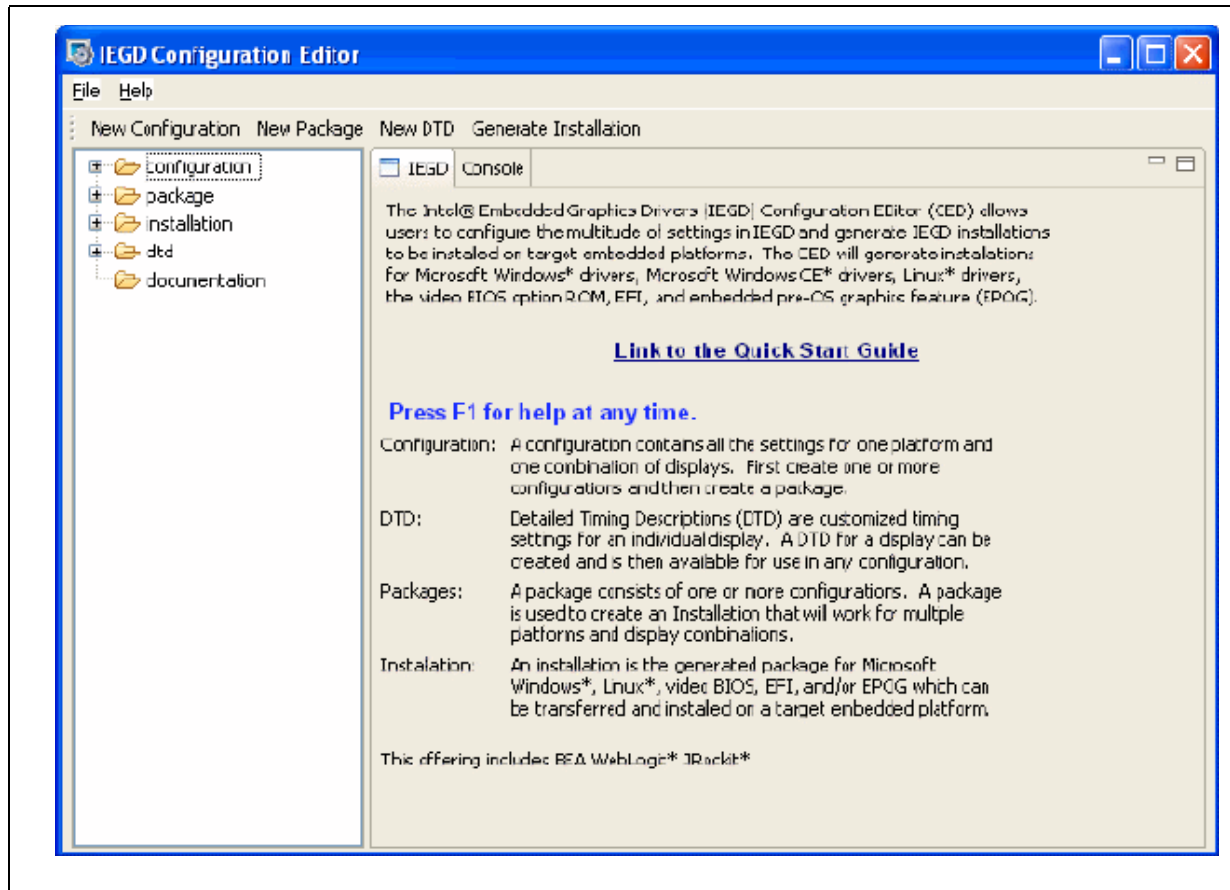 IEGD Configuration Editor
File Help
New Configuration New Package New DTD Generate Installation
configuration
package
installation
dtd
documentation
IEGD Console
The Intel® Embedded Graphics Drivers (IEGD) Configuration EDitor (CED) allows
users to configure the multitude of settings in IEGD and generate IEGD installations
to be installed on target embedded platforms. The CED will generate installations
for Microsoft Windows* drivers, Microsoft Windows CE* drivers, Linux* drivers,
the video BIOS option ROM, EFI, and embedded pre-OS graphics feature (EPOG).
Link to the Quick Start Guide
Press F1 for help at any time.
Configuration: A configuration contains all the settings for one platform and
one combination of displays. First create one or more
configurations and then create a package.
DTD: Detailed Timing Descriptions (DTD) are customized timing
settings for an individual display. A DTD for a display can be
created and is then available for use in any configuration.
Packages: A package consists of one or more configurations. A package
is used to create an Installation that will work for multiple
platforms and display combinations.
Installation: An installation is the generated package for Microsoft
Windows*, Linux*, video BIOS, EFI, and/or EPOG which can
be transferred and installed on a target embedded platform.
This offering includes BEA WebLogic* JRockit*